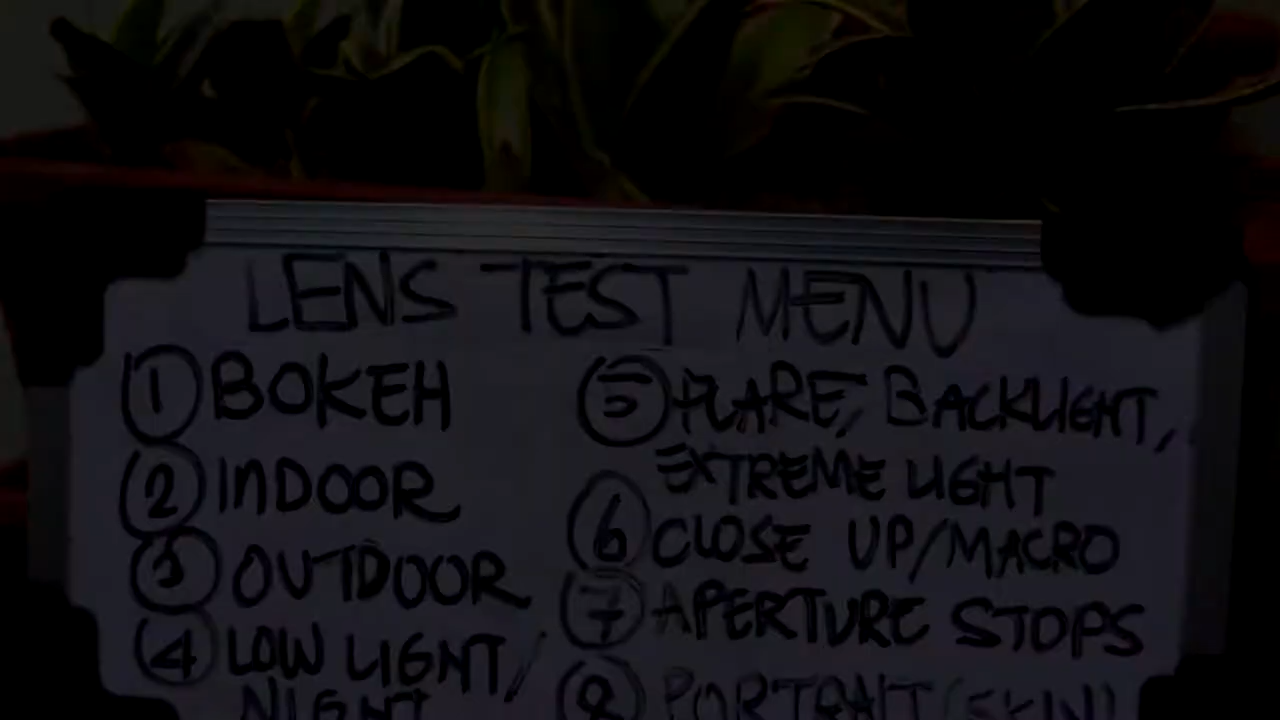 LENS TEST MENU
1 BOKEH
2 INDOOR
3 OUTDOOR
4 LOW LIGHT/
NIGHT
5 FLARE, BACKLIGHT,
EXTREME LIGHT
6 CLOSE UP/MACRO
7 APERTURE STOPS
8 PORTRAIT (SKIN)